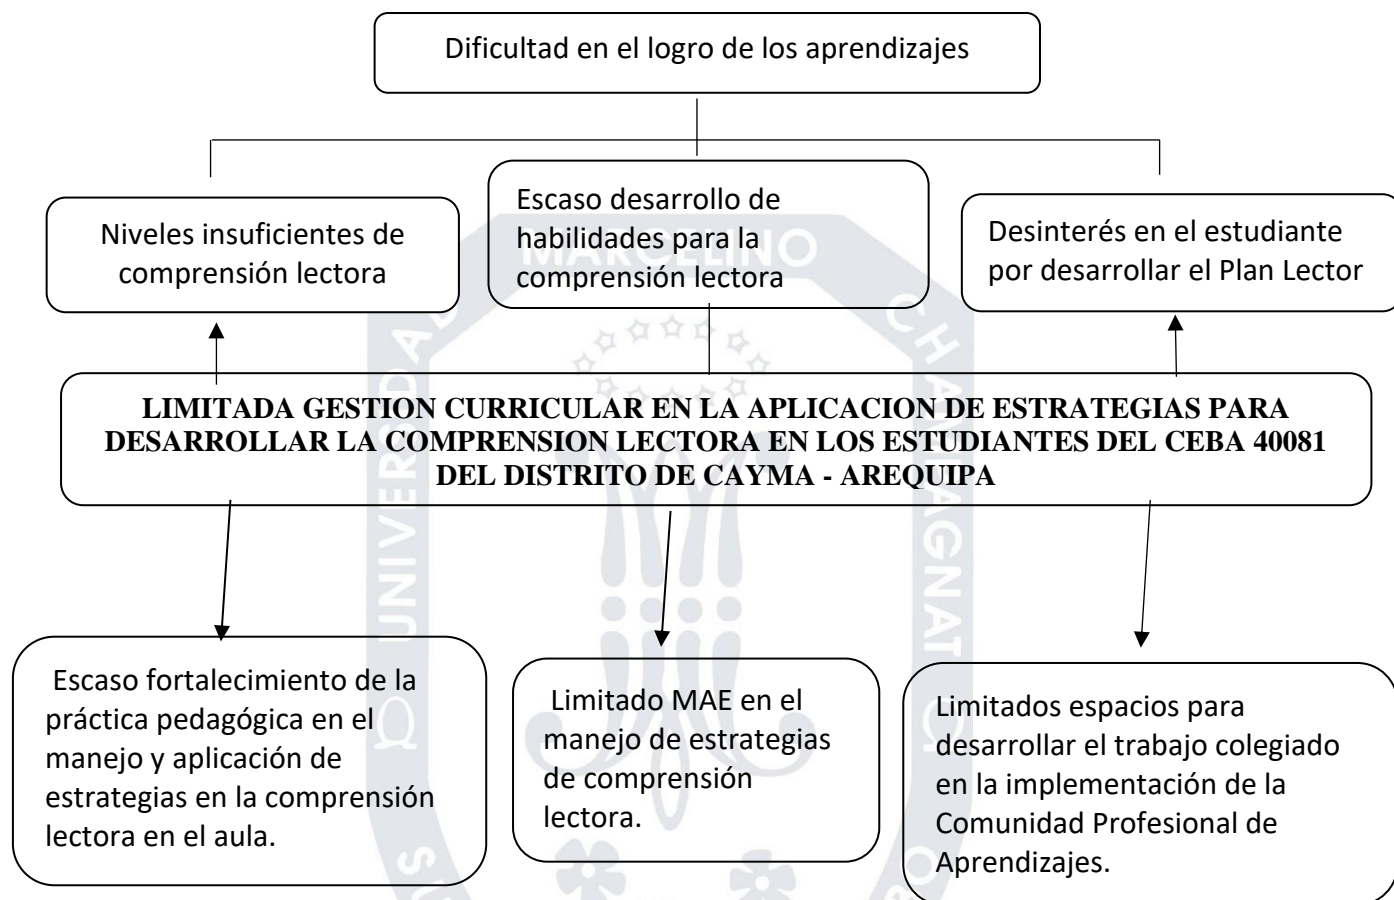 Dificultad en el logro de los aprendizajes
Niveles insuficientes de
comprensión lectora
Escaso desarrollo de
habilidades para la
comprensión lectora
Desinterés en el estudiante
por desarrollar el Plan Lector
LIMITADA GESTION CURRICULAR EN LA APLICACION DE ESTRATEGIAS PARA
DESARROLLAR LA COMPRENSION LECTORA EN LOS ESTUDIANTES DEL CEBA 40081
DEL DISTRITO DE CAYMA - AREQUIPA
Escaso fortalecimiento de la
práctica pedagógica en el
manejo y aplicación de
estrategias en la comprensión
lectora en el aula.
Limitado MAE en el
manejo de estrategias
de comprensión
lectora.
Limitados espacios para
desarrollar el trabajo colegiado
en la implementación de la
Comunidad Profesional de
Aprendizajes.
MARCELINO